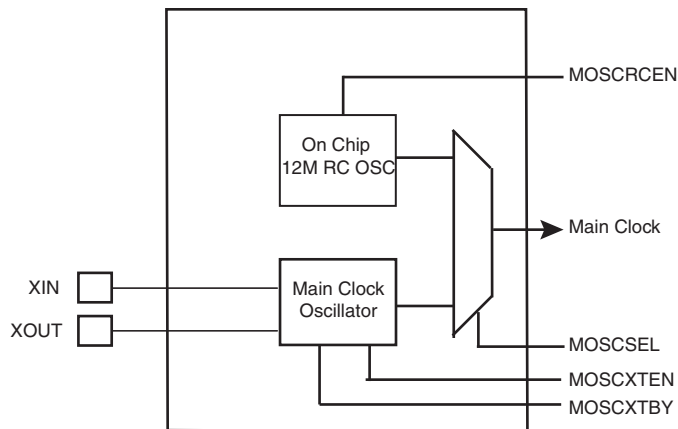 MOSCRCEN
On Chip
12M RC OSC
Main Clock
XIN
Main Clock
Oscillator
XOUT
MOSCSEL
MOSCXTEN
MOSCXTBY